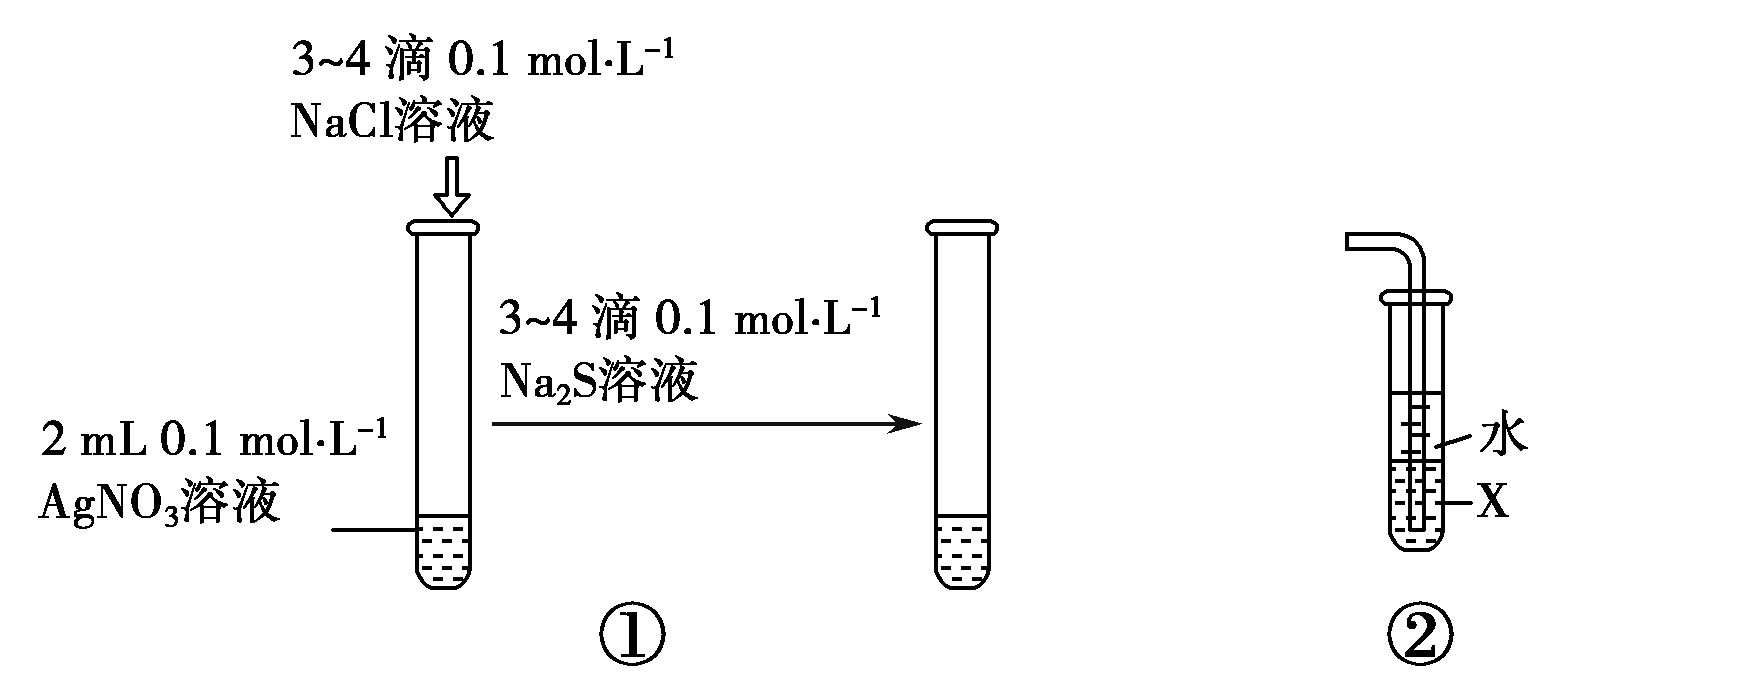 3~4 滴 0.1 mol·L⁻¹
NaCl溶液
3~4 滴 0.1 mol·L⁻¹
Na₂S溶液
2 mL 0.1 mol·L⁻¹
AgNO₃溶液
水
X
①
②